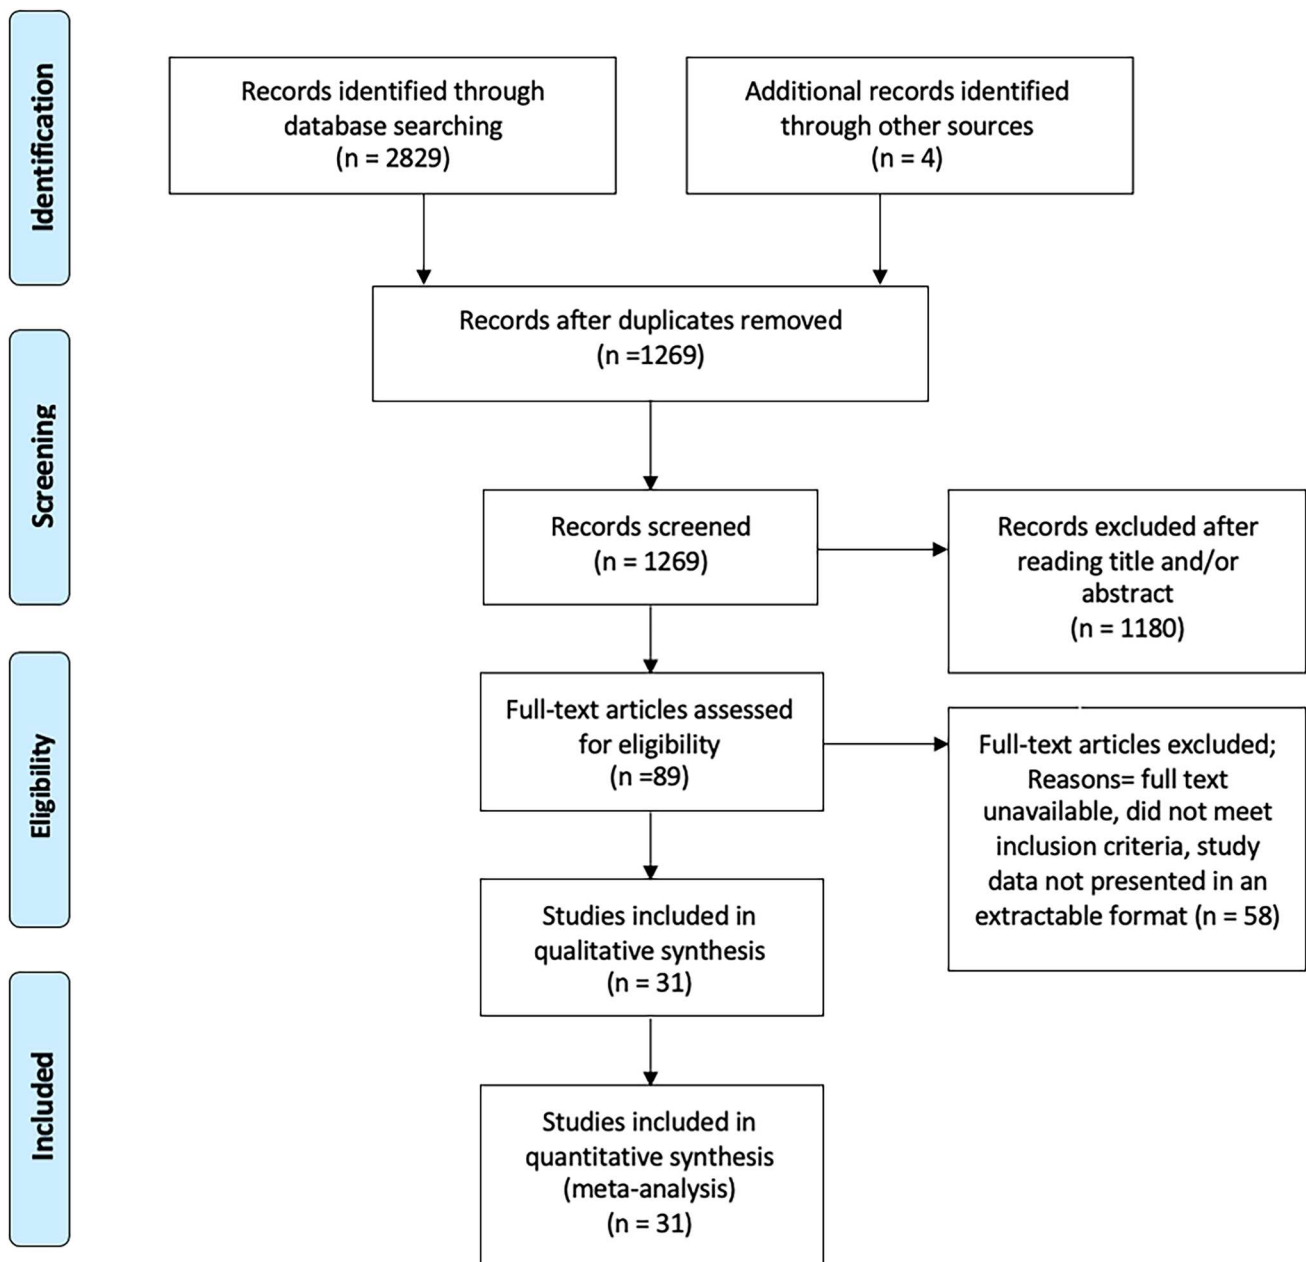 Identification
Records identified through
database searching
(n = 2829)
Additional records identified
through other sources
(n = 4)
Records after duplicates removed
(n =1269)
Screening
Records screened
(n = 1269)
Records excluded after
reading title and/or
abstract
(n = 1180)
Eligibility
Full-text articles assessed
for eligibility
(n =89)
Full-text articles excluded;
Reasons= full text
unavailable, did not meet
inclusion criteria, study
data not presented in an
extractable format (n = 58)
Studies included in
qualitative synthesis
(n = 31)
Included
Studies included in
quantitative synthesis
(meta-analysis)
(n = 31)